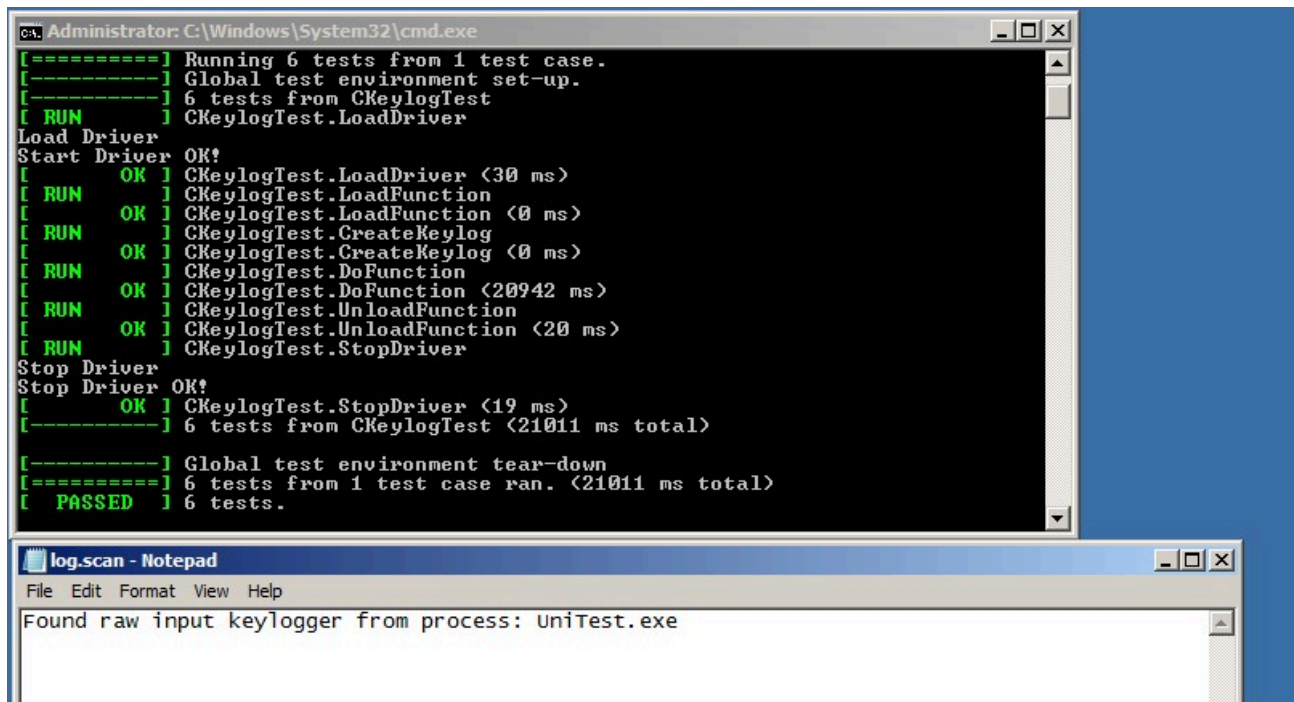 Administrator: C:\Windows\System32\cmd.exe
[==========] Running 6 tests from 1 test case.
[----------] Global test environment set-up.
[----------] 6 tests from CKeylogTest
[ RUN      ] CKeylogTest.LoadDriver
Load Driver
Start Driver OK!
[       OK ] CKeylogTest.LoadDriver (30 ms)
[ RUN      ] CKeylogTest.LoadFunction
[       OK ] CKeylogTest.LoadFunction (0 ms)
[ RUN      ] CKeylogTest.CreateKeylog
[       OK ] CKeylogTest.CreateKeylog (0 ms)
[ RUN      ] CKeylogTest.DoFunction
[       OK ] CKeylogTest.DoFunction (20942 ms)
[ RUN      ] CKeylogTest.UnloadFunction
[       OK ] CKeylogTest.UnloadFunction (20 ms)
[ RUN      ] CKeylogTest.StopDriver
Stop Driver
Stop Driver OK!
[       OK ] CKeylogTest.StopDriver (19 ms)
[----------] 6 tests from CKeylogTest (21011 ms total)
[----------] Global test environment tear-down
[==========] 6 tests from 1 test case ran. (21011 ms total)
[  PASSED  ] 6 tests.
log.scan - Notepad
File Edit Format View Help
Found raw input keylogger from process: UniTest.exe